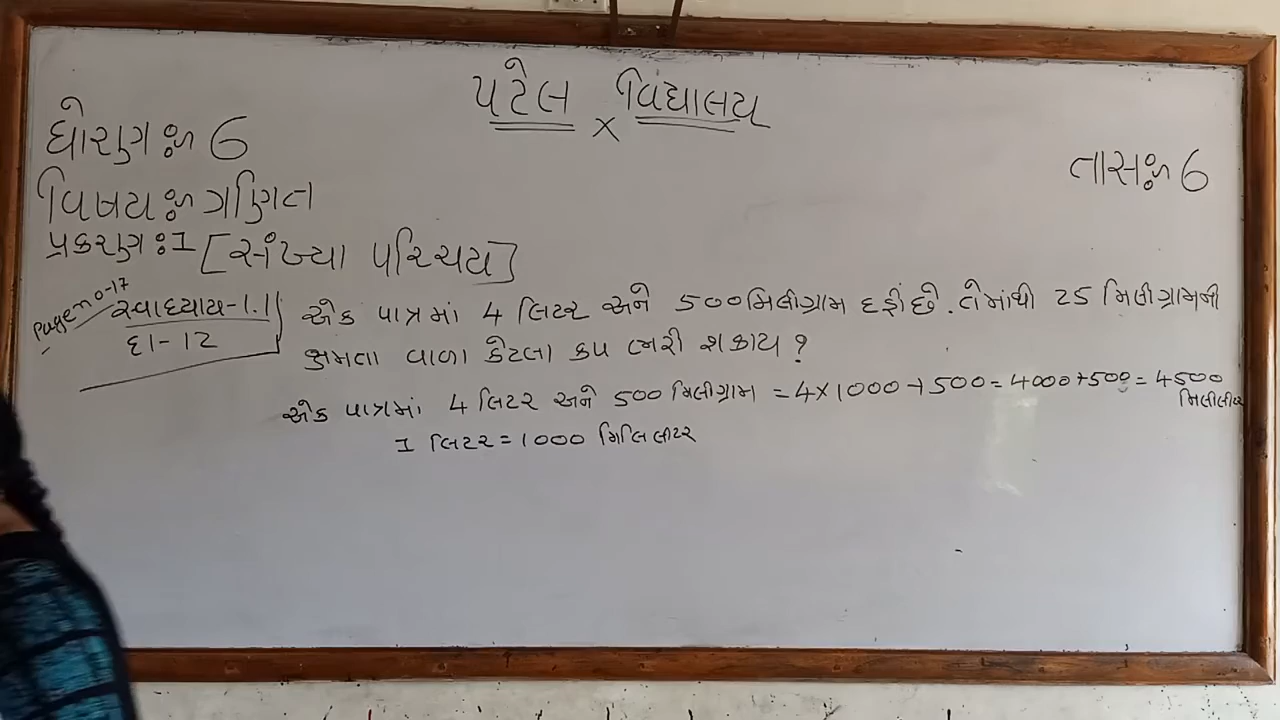 પટેલ × વિદ્યાલય
ધોરણ ઃ 6
તાસ ઃ 6
વિષય ઃ ગણિત
પ્રકરણ ઃ 1 [સંખ્યા પરિચય]
Page no-17
સ્વાધ્યાય-1.1
દા-12
એક પાત્રમાં 4 લિટર અને 500 મિલીગ્રામ દહીં છે. તેમાંથી 25 મિલીગ્રામની
ક્ષમતા વાળા કેટલા કપ ભરી શકાય ?
એક પાત્રમાં 4 લિટર અને 500 મિલીગ્રામ = 4×1000+500 = 4000+500 = 4500
મિલીલીટર
1 લિટર = 1000 મિલિ લીટર